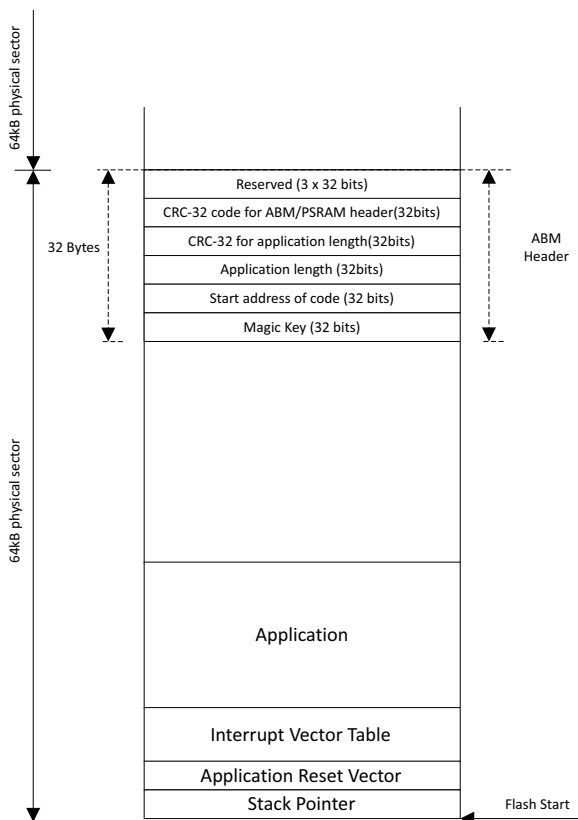 64kB physical sector
Reserved (3 x 32 bits)
CRC-32 code for ABM/PSRAM header(32bits)
CRC-32 for application length(32bits)
Application length (32bits)
Start address of code (32 bits)
Magic Key (32 bits)
32 Bytes
ABM
Header
64kB physical sector
Application
Interrupt Vector Table
Application Reset Vector
Stack Pointer
Flash Start